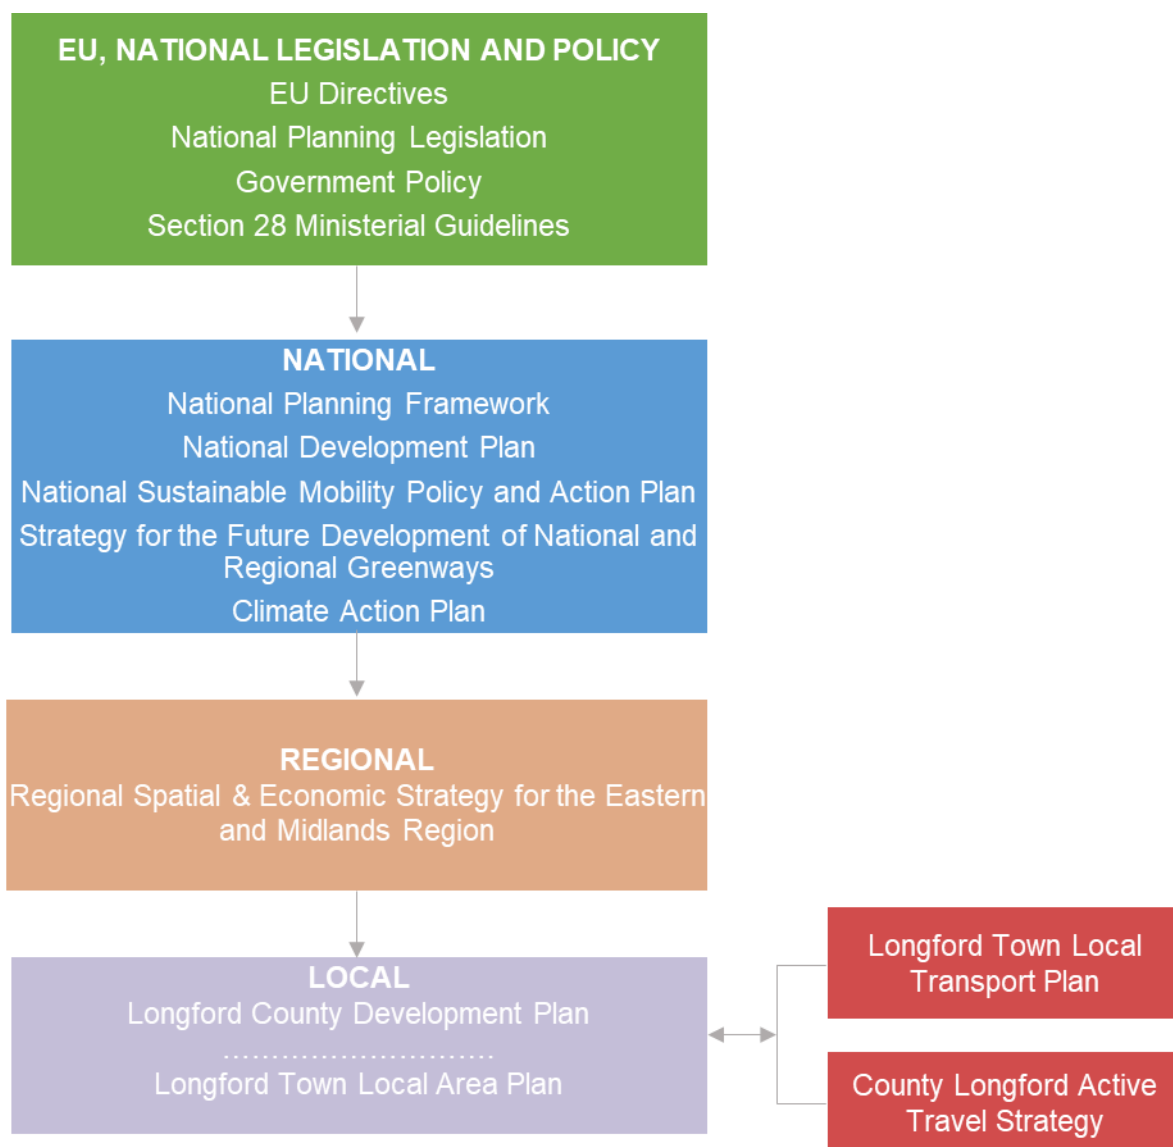 EU, NATIONAL LEGISLATION AND POLICY
EU Directives
National Planning Legislation
Government Policy
Section 28 Ministerial Guidelines
NATIONAL
National Planning Framework
National Development Plan
National Sustainable Mobility Policy and Action Plan
Strategy for the Future Development of National and
Regional Greenways
Climate Action Plan
REGIONAL
Regional Spatial & Economic Strategy for the Eastern
and Midlands Region
LOCAL
Longford County Development Plan
...............................
Longford Town Local Area Plan
Longford Town Local
Transport Plan
County Longford Active
Travel Strategy